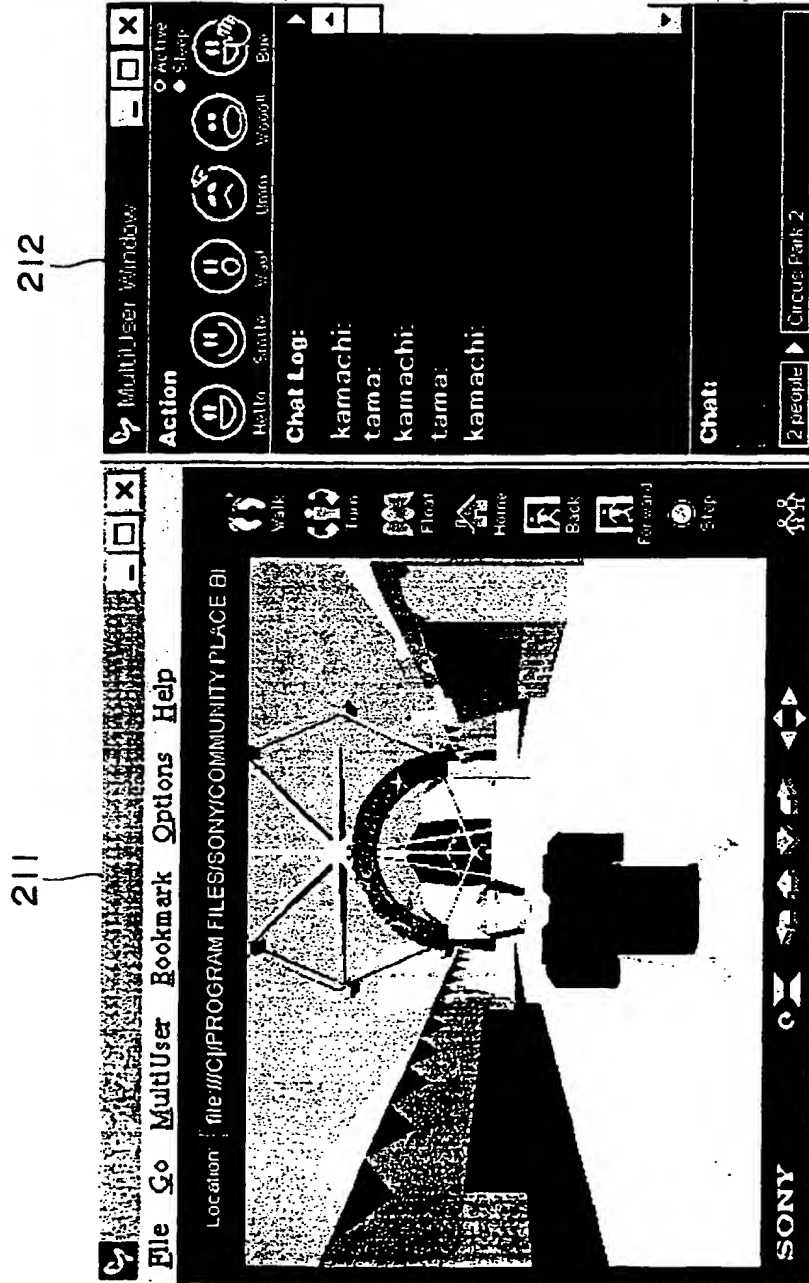 211
File Go MultiUser Bookmark Options Help
Location: file:///C|/PROGRAM FILES/SONY/COMMUNITY PLACE BI
Walk
Turn
Float
Home
Back
Forward
Stop
SONY
212
MultiUser Window
Action
Active
Sleep
Hello Smile Wao! Umm Wooo!! Bye
Chat Log:
kamachi:
tama:
kamachi:
tama:
kamachi:
Chat:
2 people Circus Park 2